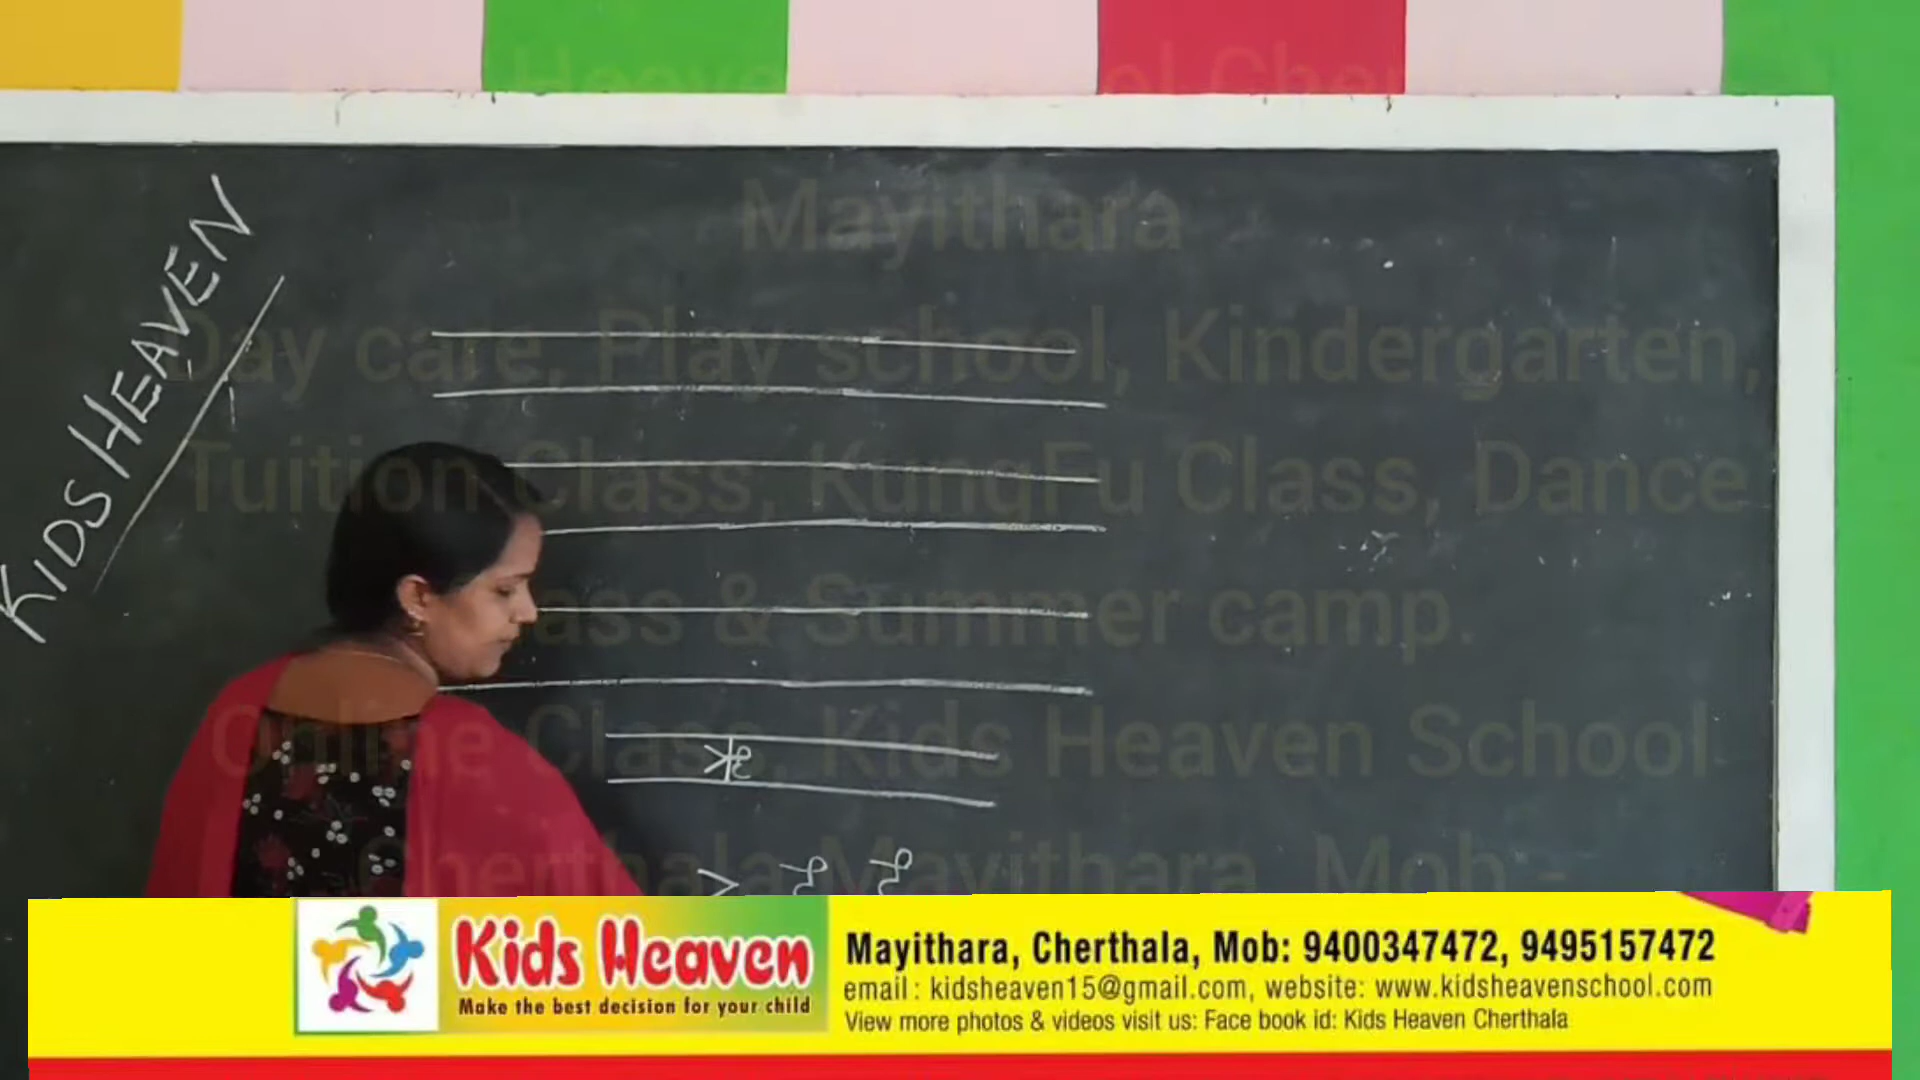 Mayithara
Day care, Play school, Kindergarten,
Tuition Class, KungFu Class, Dance
Class & Summer camp.
Online Class. Kids Heaven School
Cherthala Mayithara. Mob:-
KIDS HEAVEN
Kids Heaven
Make the best decision for your child
Mayithara, Cherthala, Mob: 9400347472, 9495157472
email : kidsheaven15@gmail.com, website: www.kidsheavenschool.com
View more photos & videos visit us: Face book id: Kids Heaven Cherthala